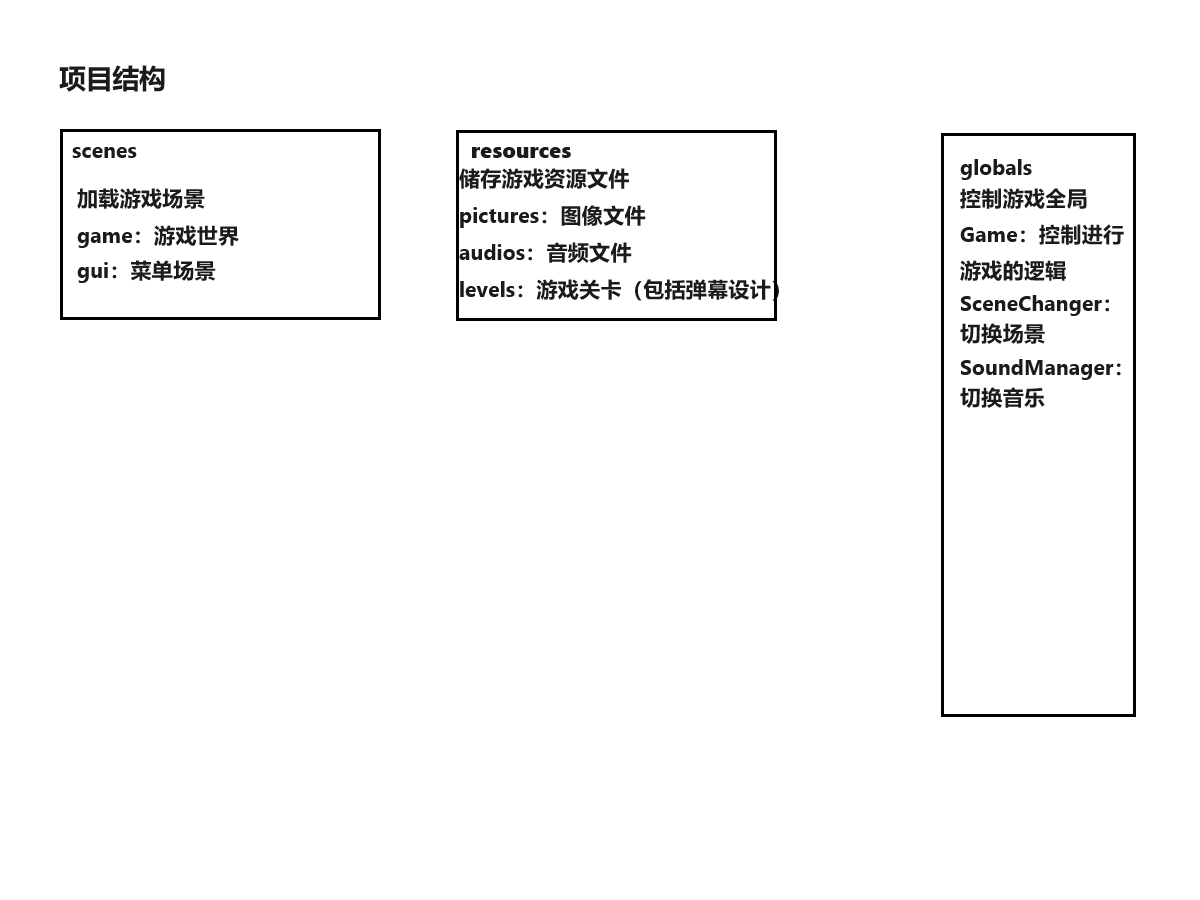 项目结构
scenes
加载游戏场景
game：游戏世界
gui：菜单场景
resources
储存游戏资源文件
pictures：图像文件
audios：音频文件
levels：游戏关卡（包括弹幕设计）
globals
控制游戏全局
Game：控制进行
游戏的逻辑
SceneChanger：
切换场景
SoundManager：
切换音乐